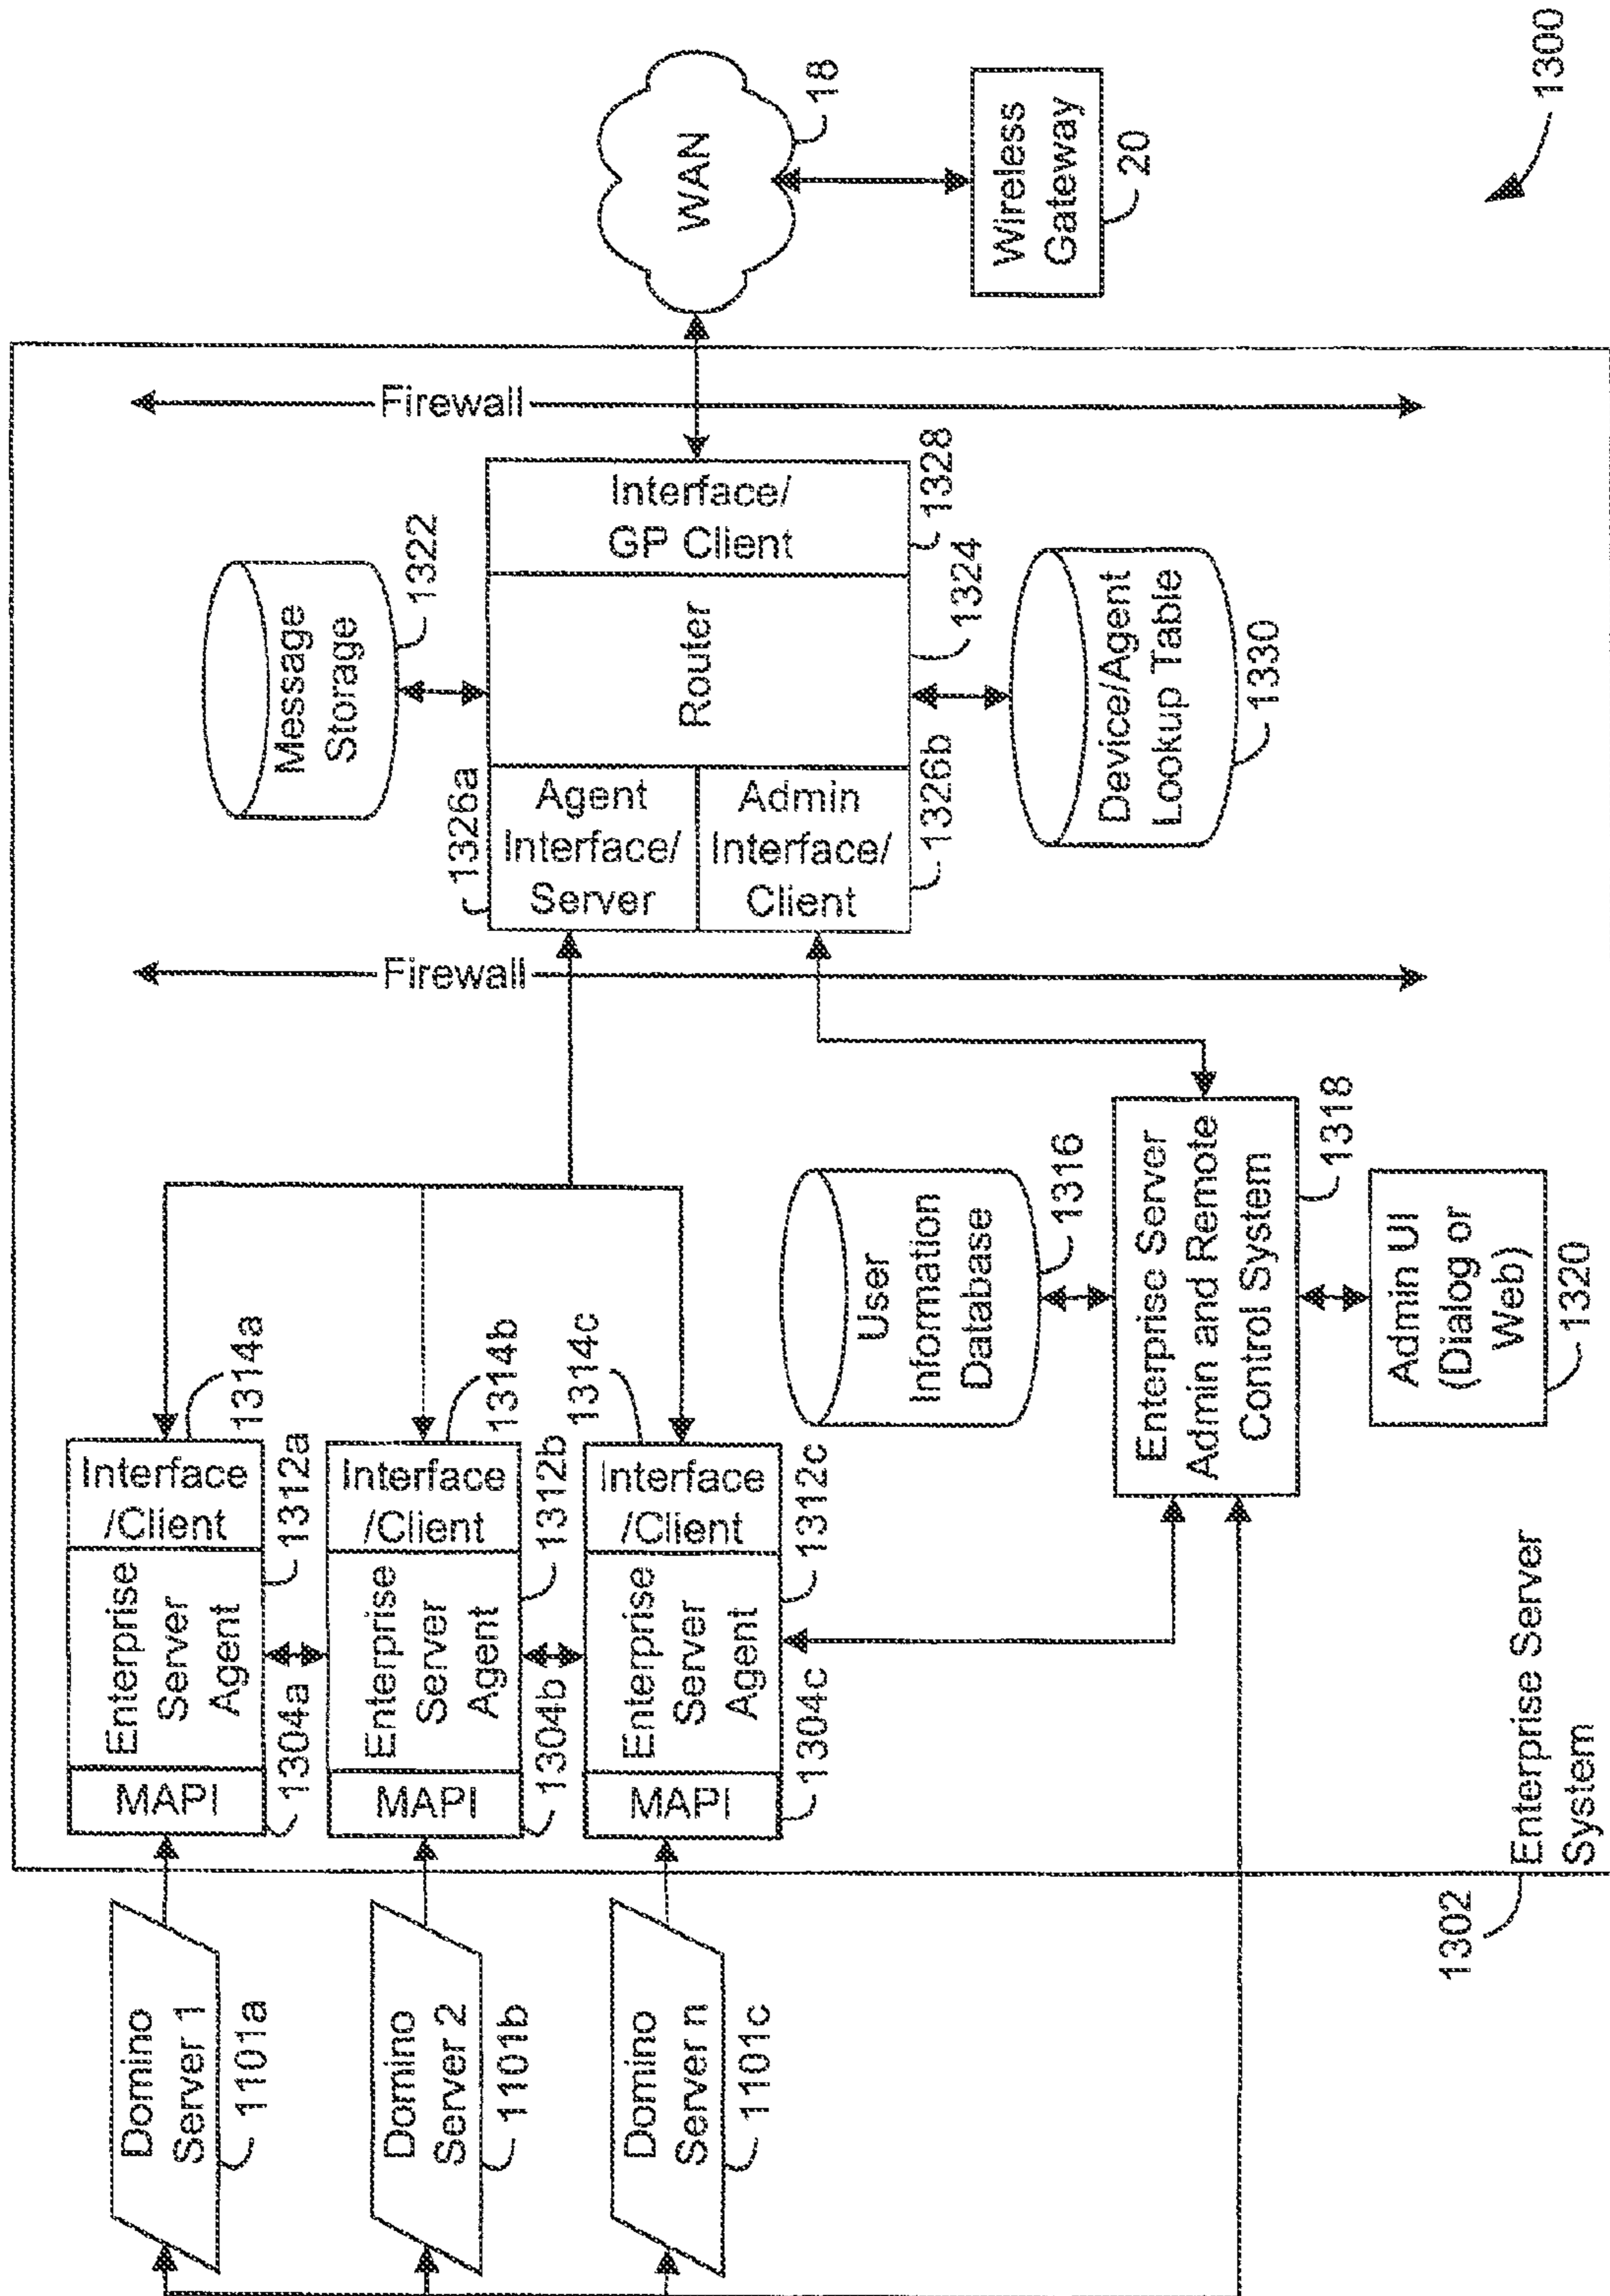 Domino
Server 1
1101a
Domino
Server 2
1101b
Domino
Server n
1101c
MAPI
Enterprise
Server
Agent
Interface
/Client
1304a
1312a
1314a
MAPI
Enterprise
Server
Agent
Interface
/Client
1304b
1312b
1314b
MAPI
Enterprise
Server
Agent
Interface
/Client
1304c
1312c
1314c
User
Information
Database
1316
Enterprise Server
Admin and Remote
Control System
1318
Admin UI
(Dialog or
Web)
1320
Firewall
Message
Storage
1322
1326a
Agent
Interface/
Server
Admin
Interface/
Client
1326b
Router
1324
Interface/
GP Client
1328
Device/Agent
Lookup Table
1330
Firewall
WAN
18
Wireless
Gateway
20
1302
Enterprise Server
System
1300